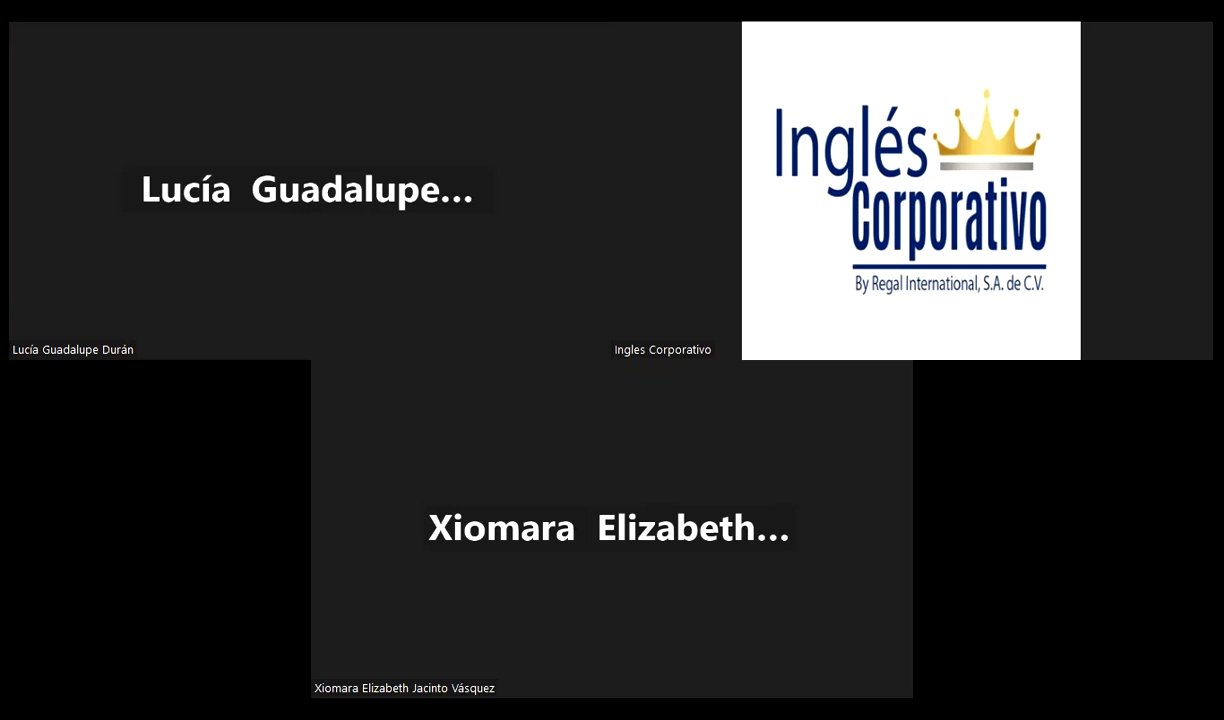 Lucía Guadalupe...
Lucía Guadalupe Durán
Inglés
Corporativo
By Regal International, S.A. de C.V.
Ingles Corporativo
Xiomara Elizabeth...
Xiomara Elizabeth Jacinto Vásquez